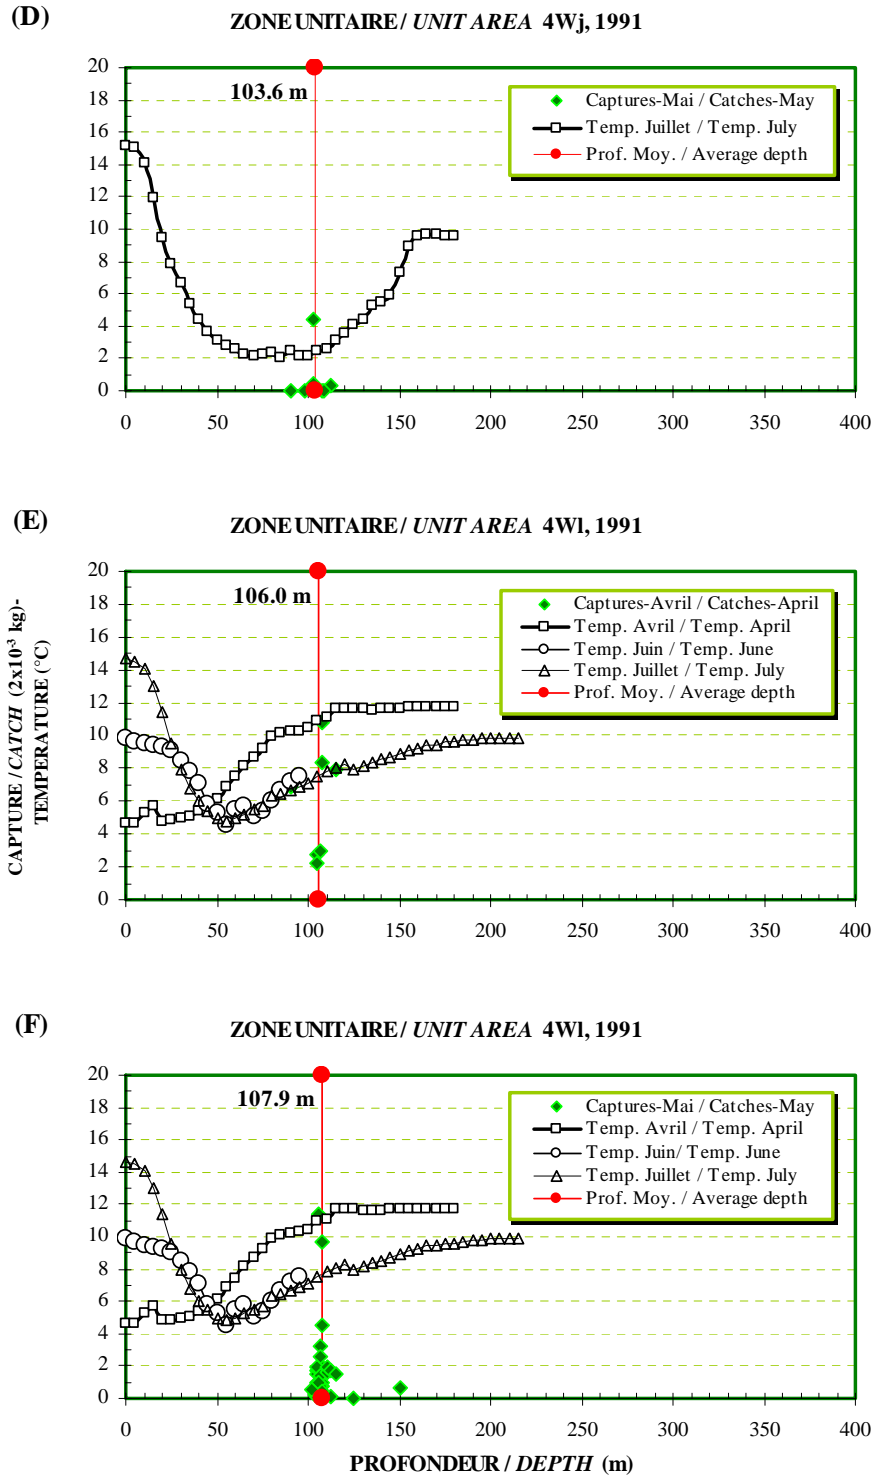 (D)
ZONE UNITAIRE / UNIT AREA 4Wj, 1991
20
18
16
14
12
10
8
6
4
2
0
103.6 m
Captures-Mai / Catches-May
Temp. Juillet / Temp. July
Prof. Moy. / Average depth
0 50 100 150 200 250 300 350 400
(E)
ZONE UNITAIRE / UNIT AREA 4Wl, 1991
CAPTURE / CATCH (2x10⁻³ kg)-
TEMPERATURE (°C)
20
18
16
14
12
10
8
6
4
2
0
106.0 m
Captures-Avril / Catches-April
Temp. Avril / Temp. April
Temp. Juin / Temp. June
Temp. Juillet / Temp. July
Prof. Moy. / Average depth
0 50 100 150 200 250 300 350 400
(F)
ZONE UNITAIRE / UNIT AREA 4Wl, 1991
20
18
16
14
12
10
8
6
4
2
0
107.9 m
Captures-Mai / Catches-May
Temp. Avril / Temp. April
Temp. Juin/ Temp. June
Temp. Juillet / Temp. July
Prof. Moy. / Average depth
0 50 100 150 200 250 300 350 400
PROFONDEUR / DEPTH (m)